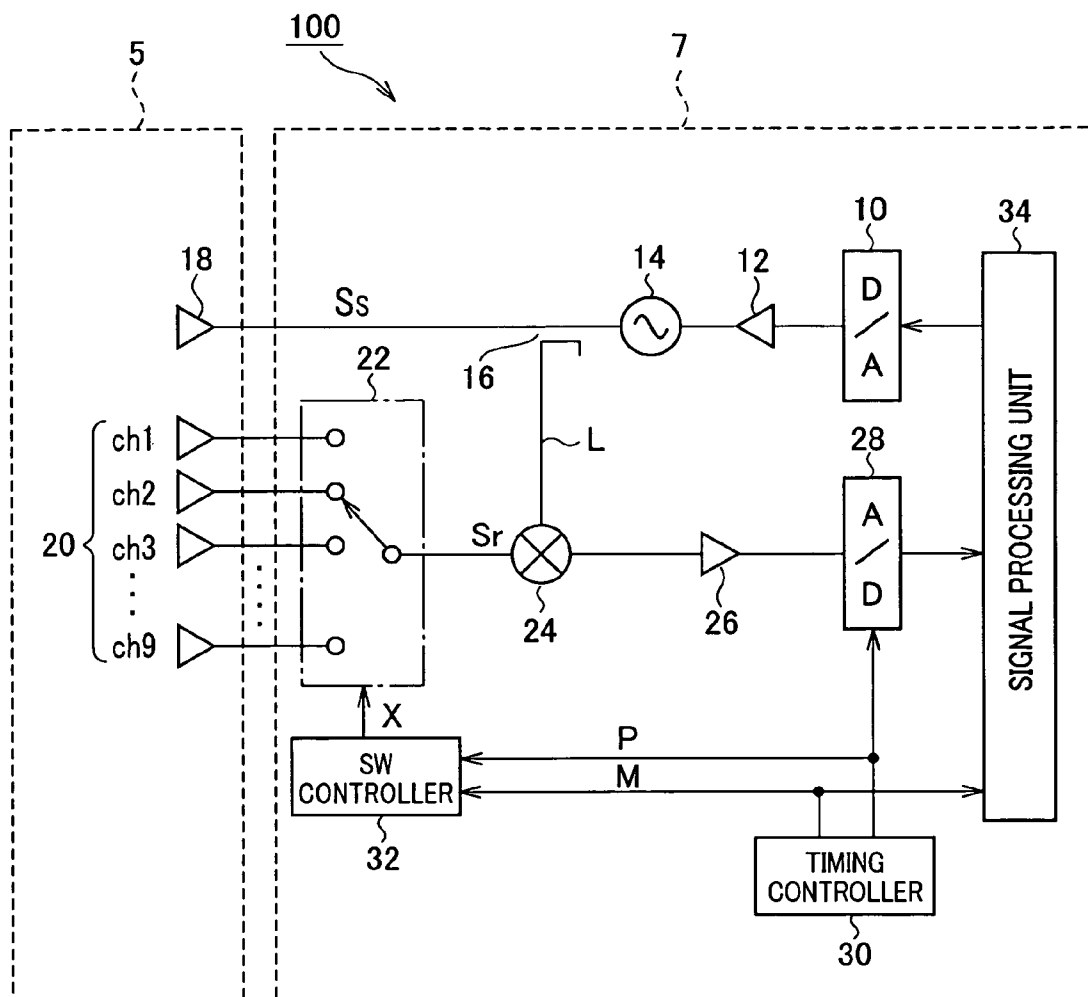 100
5
7
10
34
18
14
12
D
A
Ss
16
22
L
28
ch1
ch2
20
ch3
ch9
Sr
24
26
A
D
SIGNAL PROCESSING UNIT
X
P
M
SW
CONTROLLER
32
TIMING
CONTROLLER
30